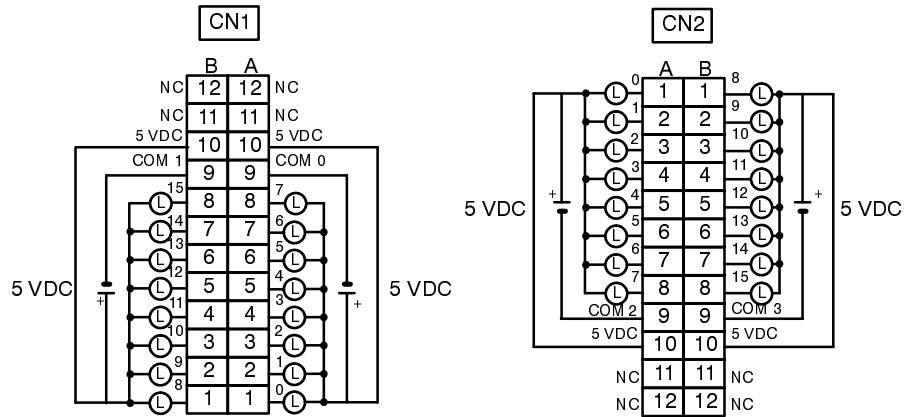 CN1
B A
NC 12 12 NC
NC 11 11 NC
5 VDC 10 10 5 VDC
COM 1 9 9 COM 0
15 L 8 8 7 L
14 L 7 7 6 L
13 L 6 6 5 L
12 L 5 5 4 L
5 VDC + + 5 VDC
11 L 4 4 3 L
10 L 3 3 2 L
9 L 2 2 1 L
8 L 1 1 0 L
CN2
A B
0 L 1 1 8 L
1 L 2 2 9 L
2 L 3 3 10 L
3 L 4 4 11 L
5 VDC + + 5 VDC
4 L 5 5 12 L
5 L 6 6 13 L
6 L 7 7 14 L
7 L 8 8 15 L
COM 2 9 9 COM 3
5 VDC 10 10 5 VDC
NC 11 11 NC
NC 12 12 NC